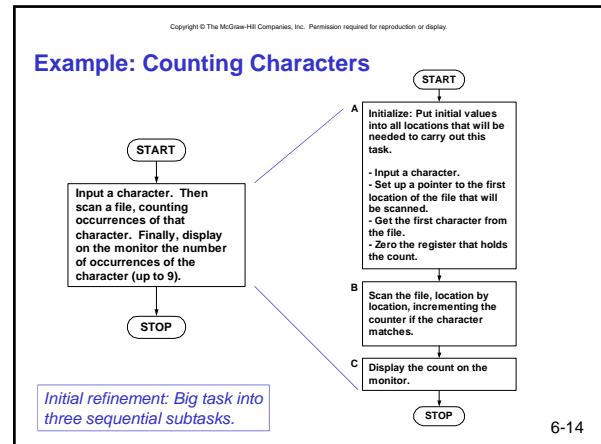 Copyright © The McGraw-Hill Companies, Inc. Permission required for reproduction or display.
Example: Counting Characters
START
Input a character. Then
scan a file, counting
occurrences of that
character. Finally, display
on the monitor the number
of occurrences of the
character (up to 9).
STOP
Initial refinement: Big task into
three sequential subtasks.
START
A
Initialize: Put initial values
into all locations that will be
needed to carry out this
task.
- Input a character.
- Set up a pointer to the first
location of the file that will
be scanned.
- Get the first character from
the file.
- Zero the register that holds
the count.
B
Scan the file, location by
location, incrementing the
counter if the character
matches.
C
Display the count on the
monitor.
STOP
6-14